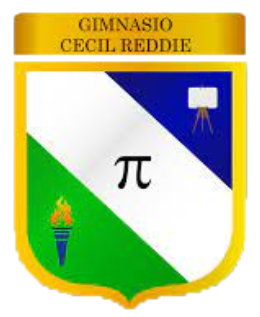 GIMNASIO
CECIL REDDIE
π